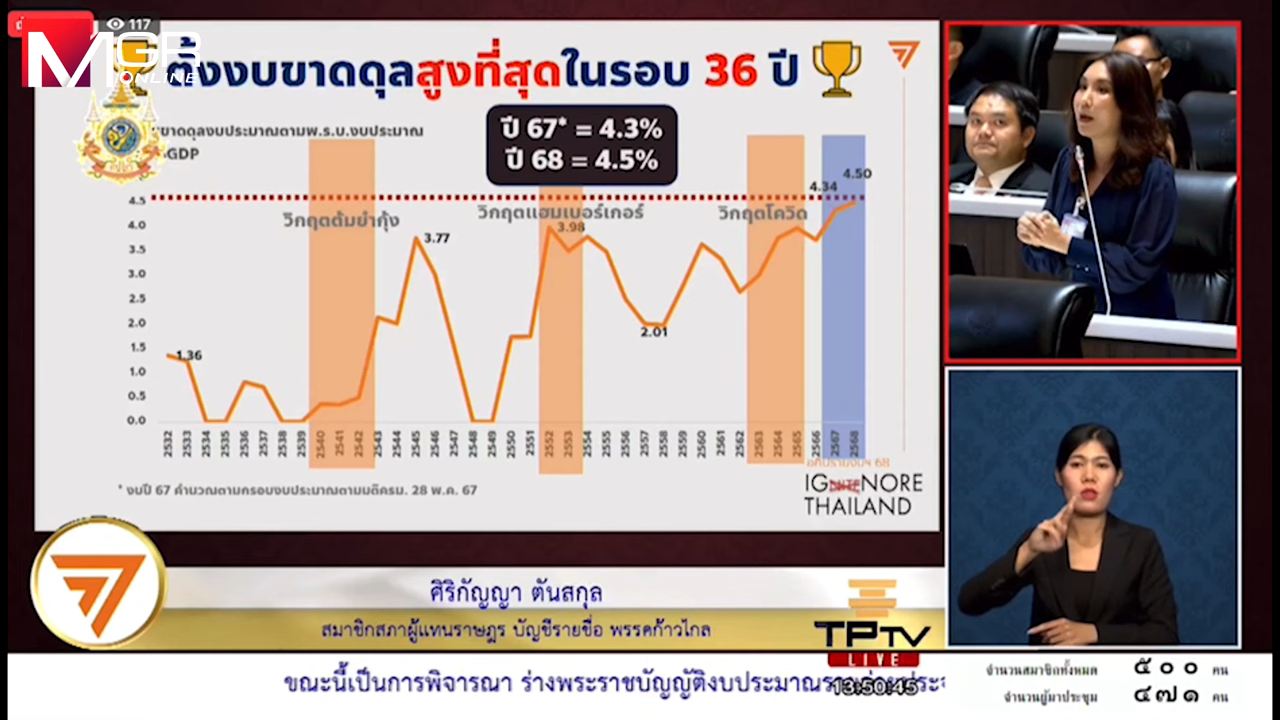 117
MGR
ONLINE
ตั้งงบขาดดุลสูงที่สุดในรอบ 36 ปี
ขาดดุลงบประมาณตามพ.ร.บ.งบประมาณ
GDP
ปี 67* = 4.3%
ปี 68 = 4.5%
4.34
4.50
วิกฤตต้มยำกุ้ง
วิกฤตแฮมเบอร์เกอร์
วิกฤตโควิด
4.5
4.0
3.5
3.0
2.5
2.0
1.5
1.0
0.5
0.0
1.36
3.77
3.98
2.01
2532 2533 2534 2535 2536 2537 2538 2539 2540 2541 2542 2543 2544 2545 2546 2547 2548 2549 2550 2551 2552 2553 2554 2555 2556 2557 2558 2559 2560 2561 2562 2563 2564 2565 2566 2567 2568
* งบปี 67 คำนวณตามกรอบงบประมาณตามมติครม. 28 พ.ค. 67
IGNORE
THAILAND
ศิริกัญญา ตันสกุล
สมาชิกสภาผู้แทนราษฎร บัญชีรายชื่อ พรรคก้าวไกล
TPTV
LIVE
13:50:45
ขณะนี้เป็นการพิจารณา ร่างพระราชบัญญัติงบประมาณ
จำนวนสมาชิกทั้งหมด ๕๐๐ คน
จำนวนผู้มาประชุม ๔๗๑ คน